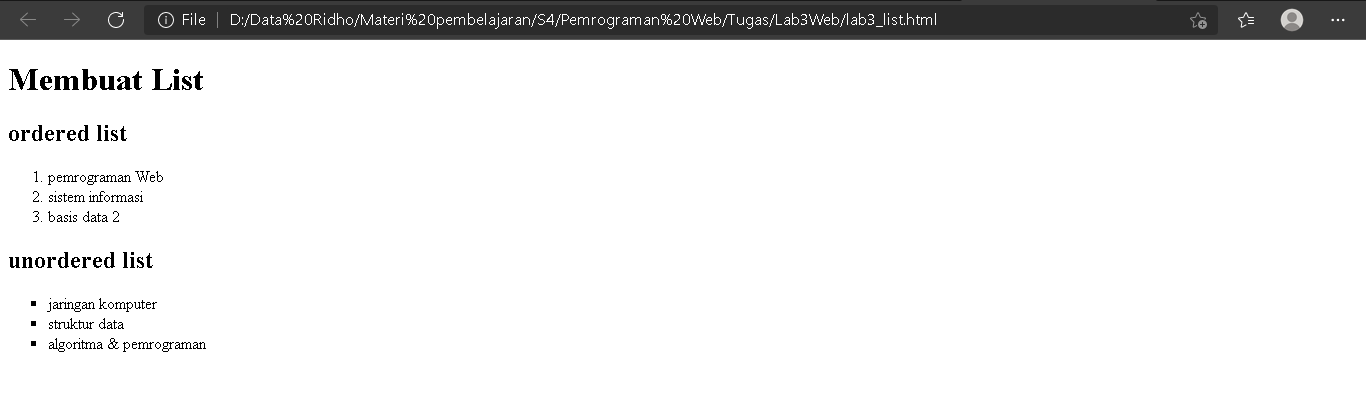 File D:/Data%20Ridho/Materi%20pembelajaran/S4/Pemrograman%20Web/Tugas/Lab3Web/lab3_list.html
Membuat List
ordered list
1. pemrograman Web
2. sistem informasi
3. basis data 2
unordered list
▪ jaringan komputer
▪ struktur data
▪ algoritma & pemrograman